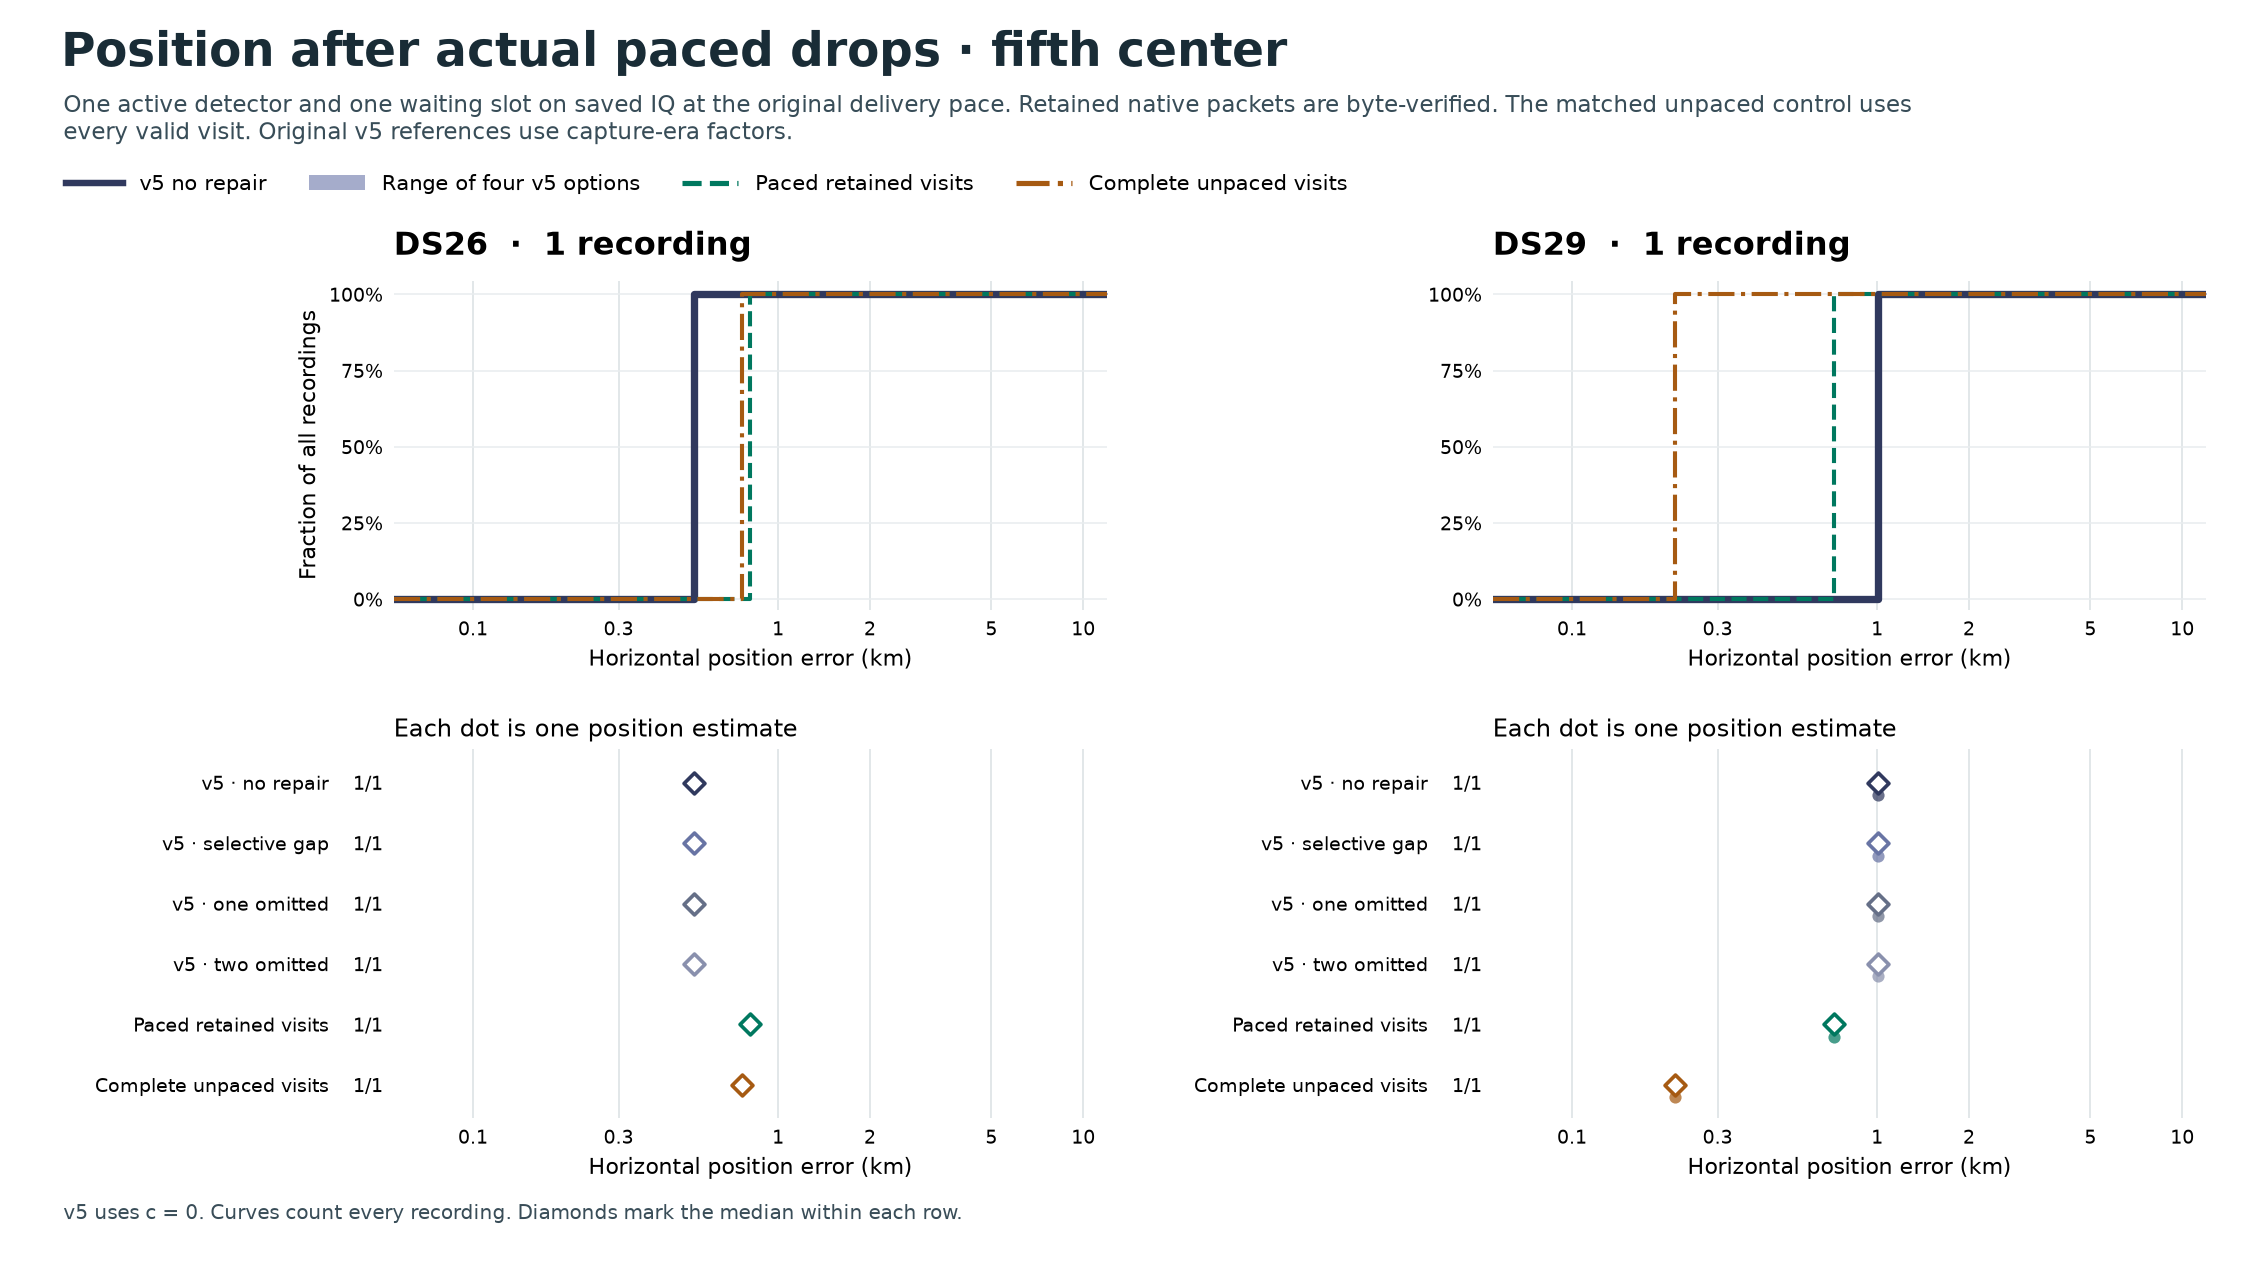 Position after actual paced drops · fifth center
One active detector and one waiting slot on saved IQ at the original delivery pace. Retained native packets are byte-verified. The matched unpaced control uses
every valid visit. Original v5 references use capture-era factors.
v5 no repair
Range of four v5 options
Paced retained visits
Complete unpaced visits
DS26 · 1 recording
100%
75%
50%
25%
0%
Fraction of all recordings
0.1 0.3 1 2 5 10
Horizontal position error (km)
DS29 · 1 recording
100%
75%
50%
25%
0%
0.1 0.3 1 2 5 10
Horizontal position error (km)
Each dot is one position estimate
v5 · no repair 1/1
v5 · selective gap 1/1
v5 · one omitted 1/1
v5 · two omitted 1/1
Paced retained visits 1/1
Complete unpaced visits 1/1
0.1 0.3 1 2 5 10
Horizontal position error (km)
Each dot is one position estimate
v5 · no repair 1/1
v5 · selective gap 1/1
v5 · one omitted 1/1
v5 · two omitted 1/1
Paced retained visits 1/1
Complete unpaced visits 1/1
0.1 0.3 1 2 5 10
Horizontal position error (km)
v5 uses c = 0. Curves count every recording. Diamonds mark the median within each row.